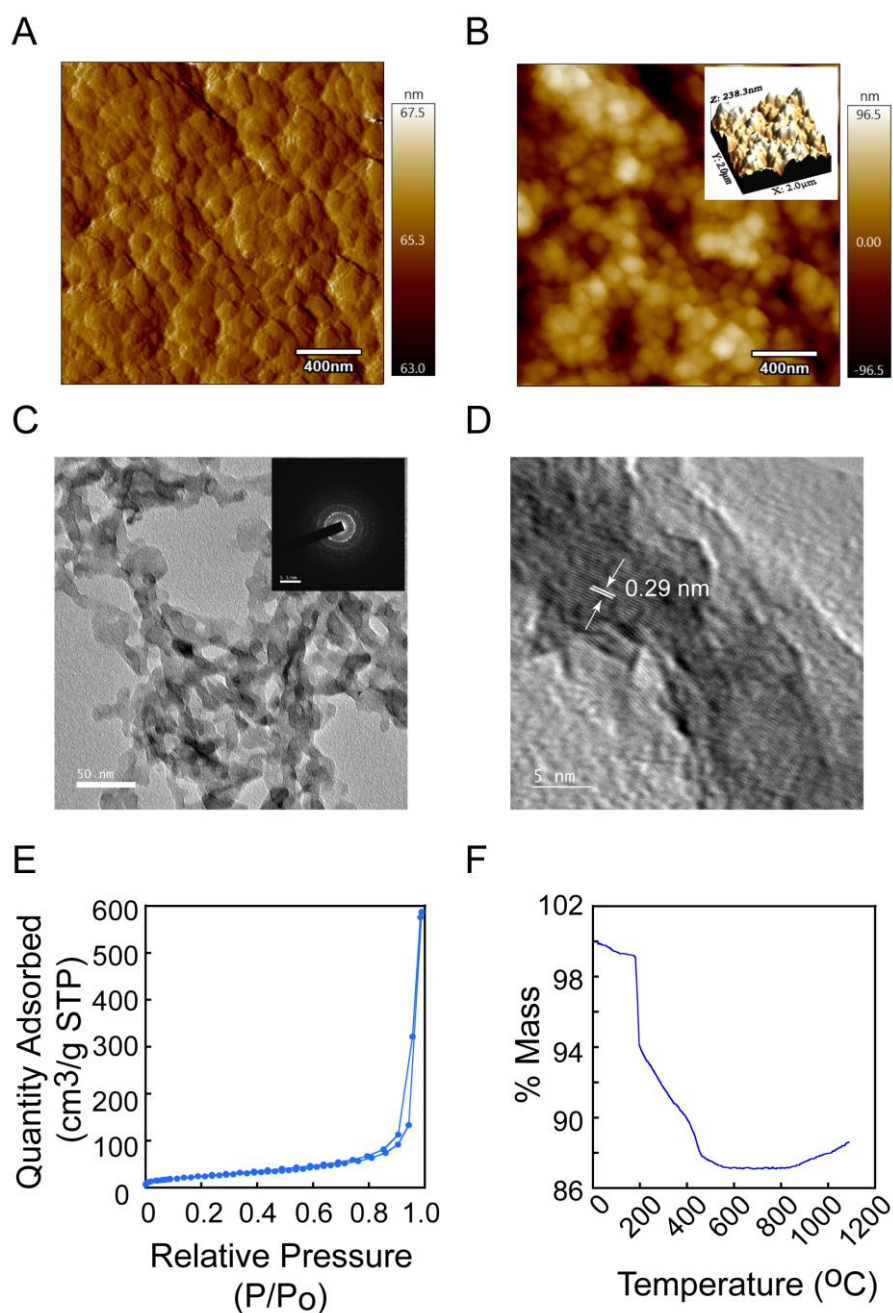 A
nm
67.5
65.3
63.0
400nm
B
Z: 238.3nm
Y: 2.0µm
X: 2.0µm
nm
96.5
0.00
-96.5
400nm
C
50 nm
D
0.29 nm
5 nm
E
600
500
400
300
200
100
0
0 0.2 0.4 0.6 0.8 1.0
Quantity Adsorbed
(cm3/g STP)
Relative Pressure
(P/Po)
F
102
98
94
90
86
0 200 400 600 800 1000 1200
% Mass
Temperature (OC)